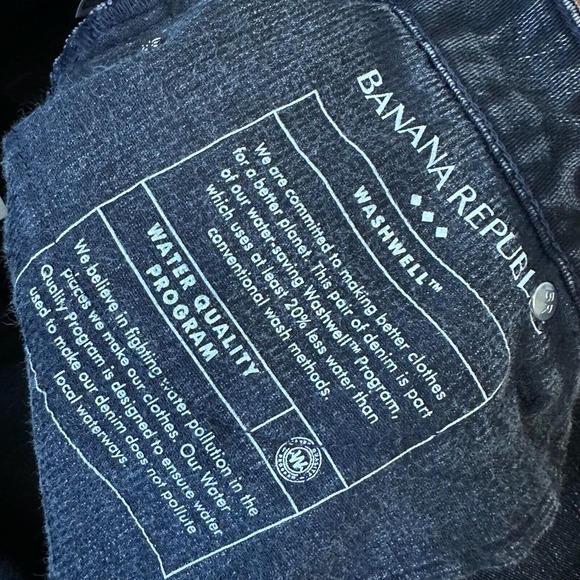 BANANA REPUBLIC
WASHWELL™
We are committed to making better clothes
for a better planet. This pair of denim is part
of our water-saving Washwell™ Program,
which uses at least 20% less water than
conventional wash methods.
WATER QUALITY
PROGRAM
We believe in fighting water pollution in the
places we make our clothes. Our Water
Quality Program is designed to ensure water
used to make our denim does not pollute
local waterways.